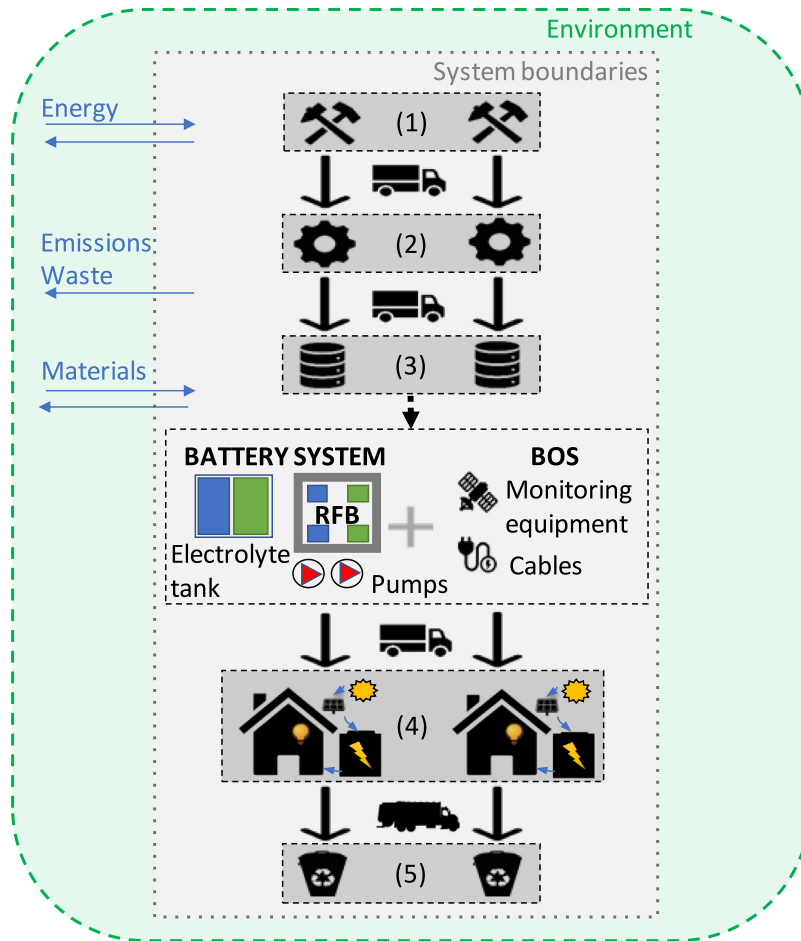 Environment
System boundaries
Energy
(1)
(2)
Emissions
Waste
(3)
Materials
BATTERY SYSTEM
BOS
RFB
Monitoring
equipment
Electrolyte
tank
Pumps
Cables
(4)
(5)